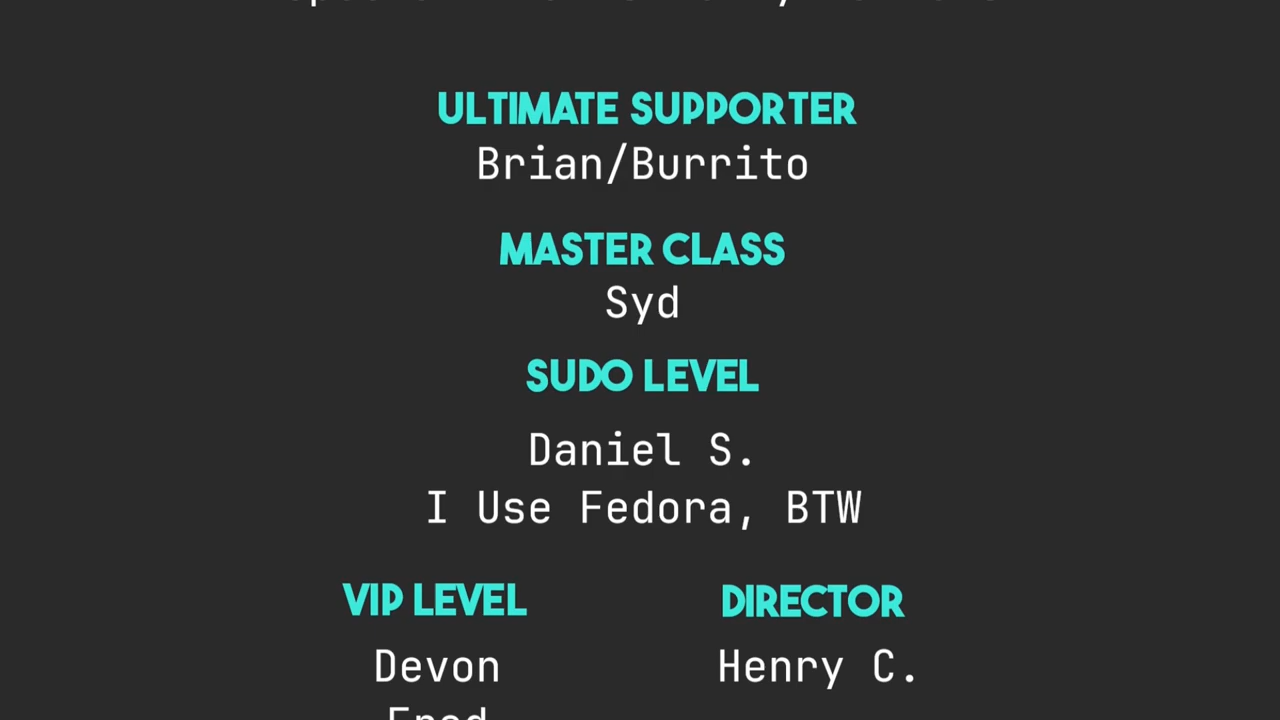 ULTIMATE SUPPORTER
Brian/Burrito
MASTER CLASS
Syd
SUDO LEVEL
Daniel S.
I Use Fedora, BTW
VIP LEVEL
DIRECTOR
Devon
Henry C.